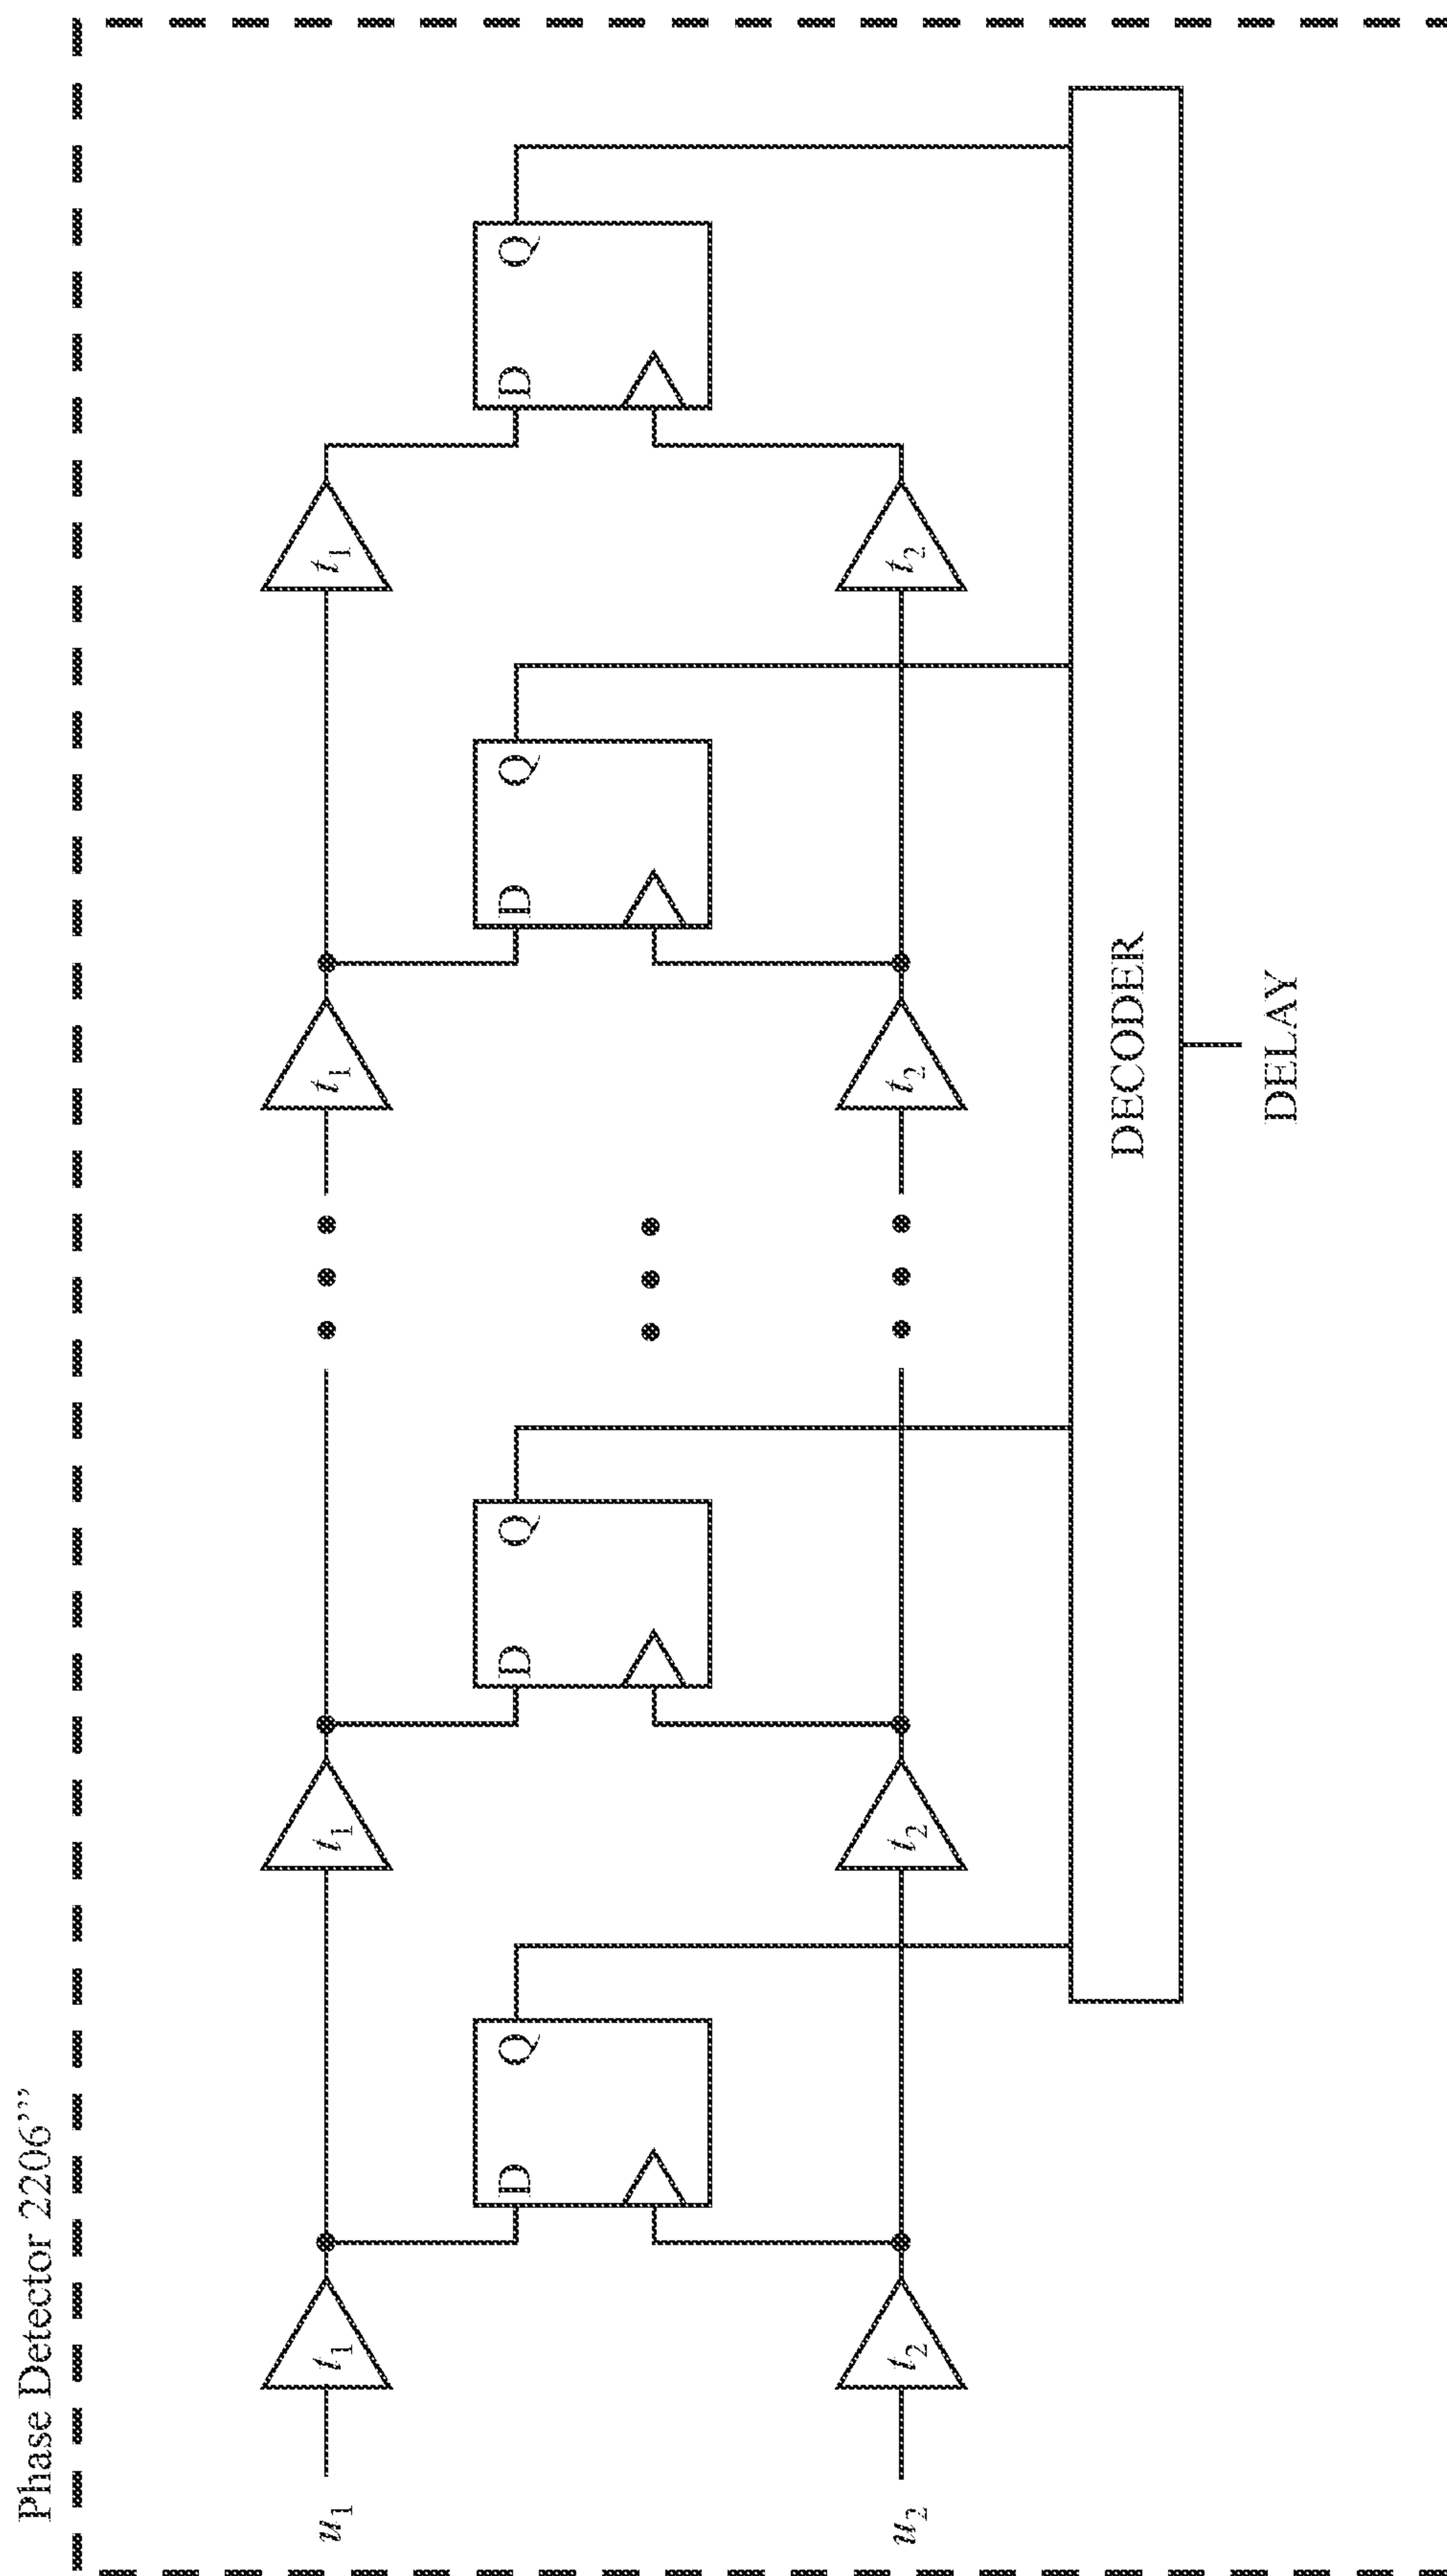 Phase Detector 2206’’’
u₁
t₁
t₁
t₁
t₁
D Q
D Q
D Q
D Q
u₂
t₂
t₂
t₂
t₂
DECODER
DELAY